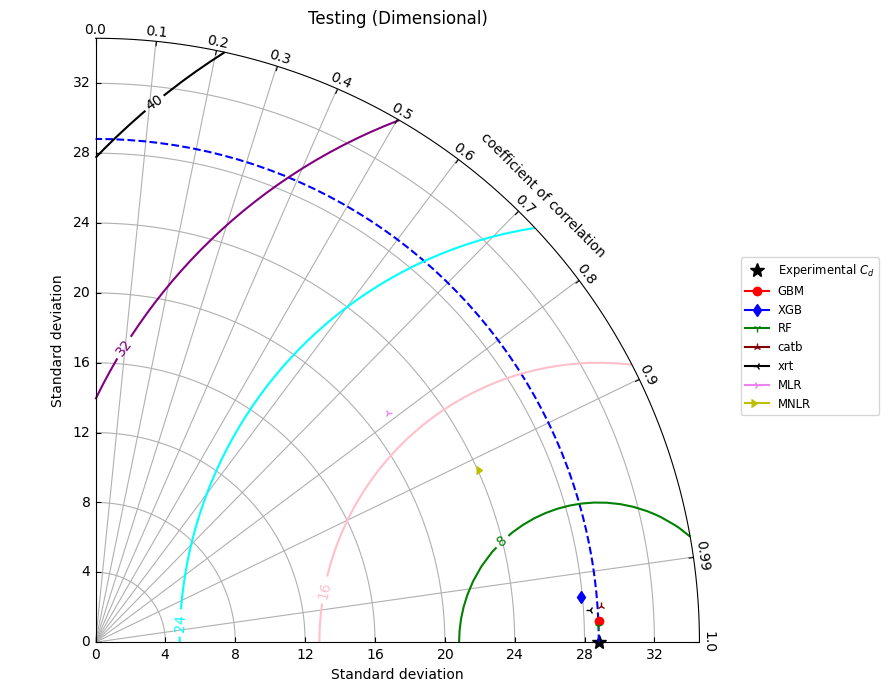 Testing (Dimensional)
0.0
0.1
0.2
0.3
0.4
0.5
0.6
0.7
0.8
0.9
0.99
1.0
coefficient of correlation
Standard deviation
32
28
24
20
16
12
8
4
0
40
32
24
16
8
0
4
8
12
16
20
24
28
32
Standard deviation
Experimental C_d
GBM
XGB
RF
catb
xrt
MLR
MNLR